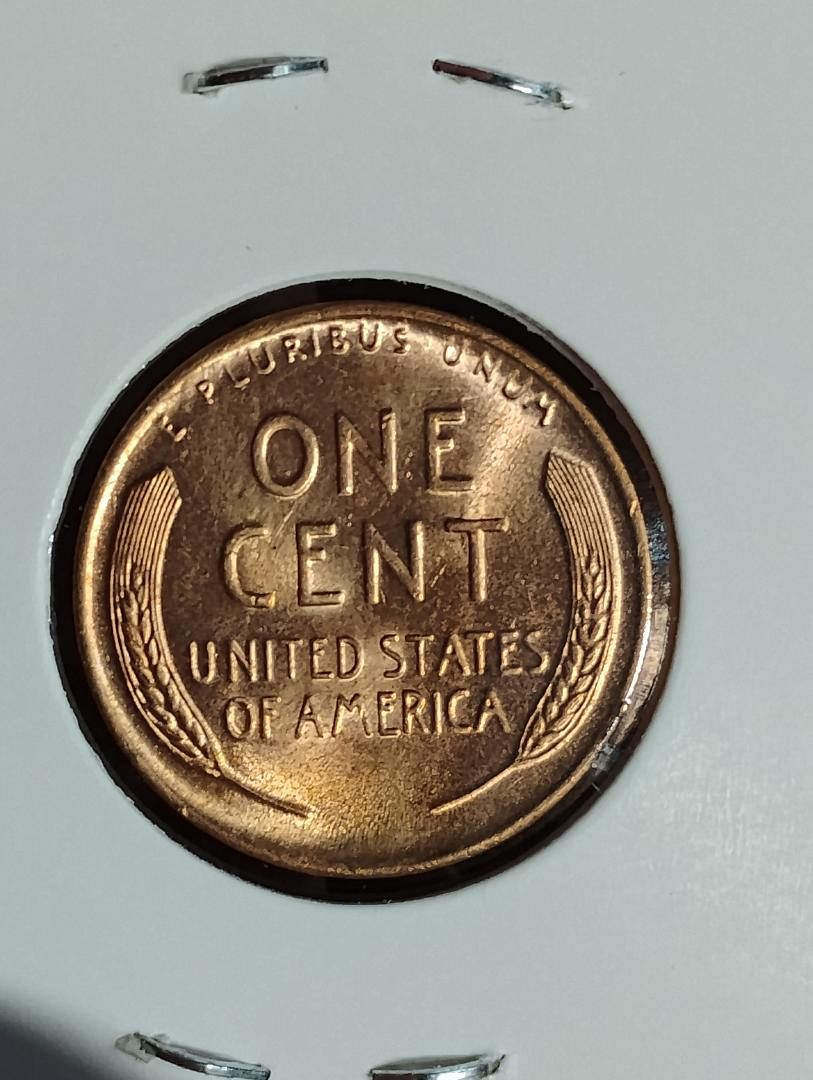 E PLURIBUS UNUM
ONE
CENT
UNITED STATES
OF AMERICA